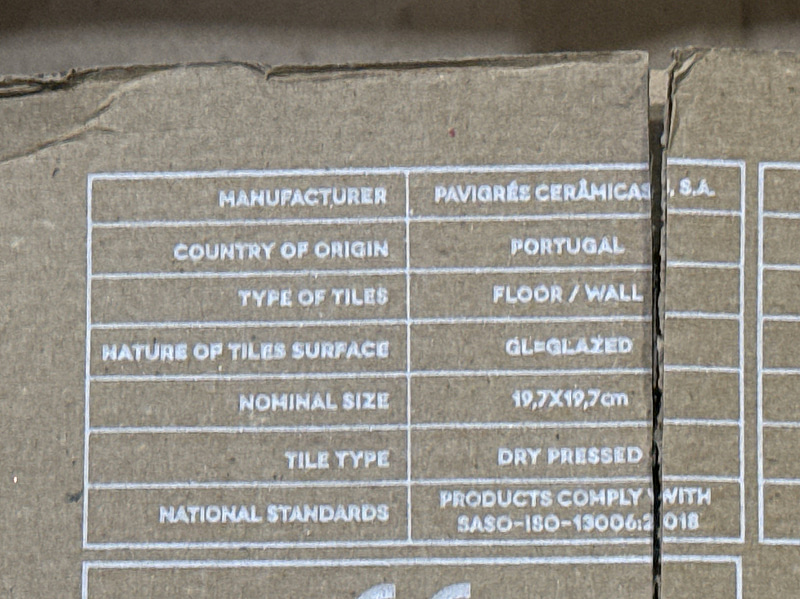 MANUFACTURER PAVIGRÉS CERÂMICAS, S.A.
COUNTRY OF ORIGIN PORTUGAL
TYPE OF TILES FLOOR / WALL
NATURE OF TILES SURFACE GL=GLAZED
NOMINAL SIZE 19,7X19,7cm
TILE TYPE DRY PRESSED
NATIONAL STANDARDS PRODUCTS COMPLY WITH
SASO-ISO-13006:2018